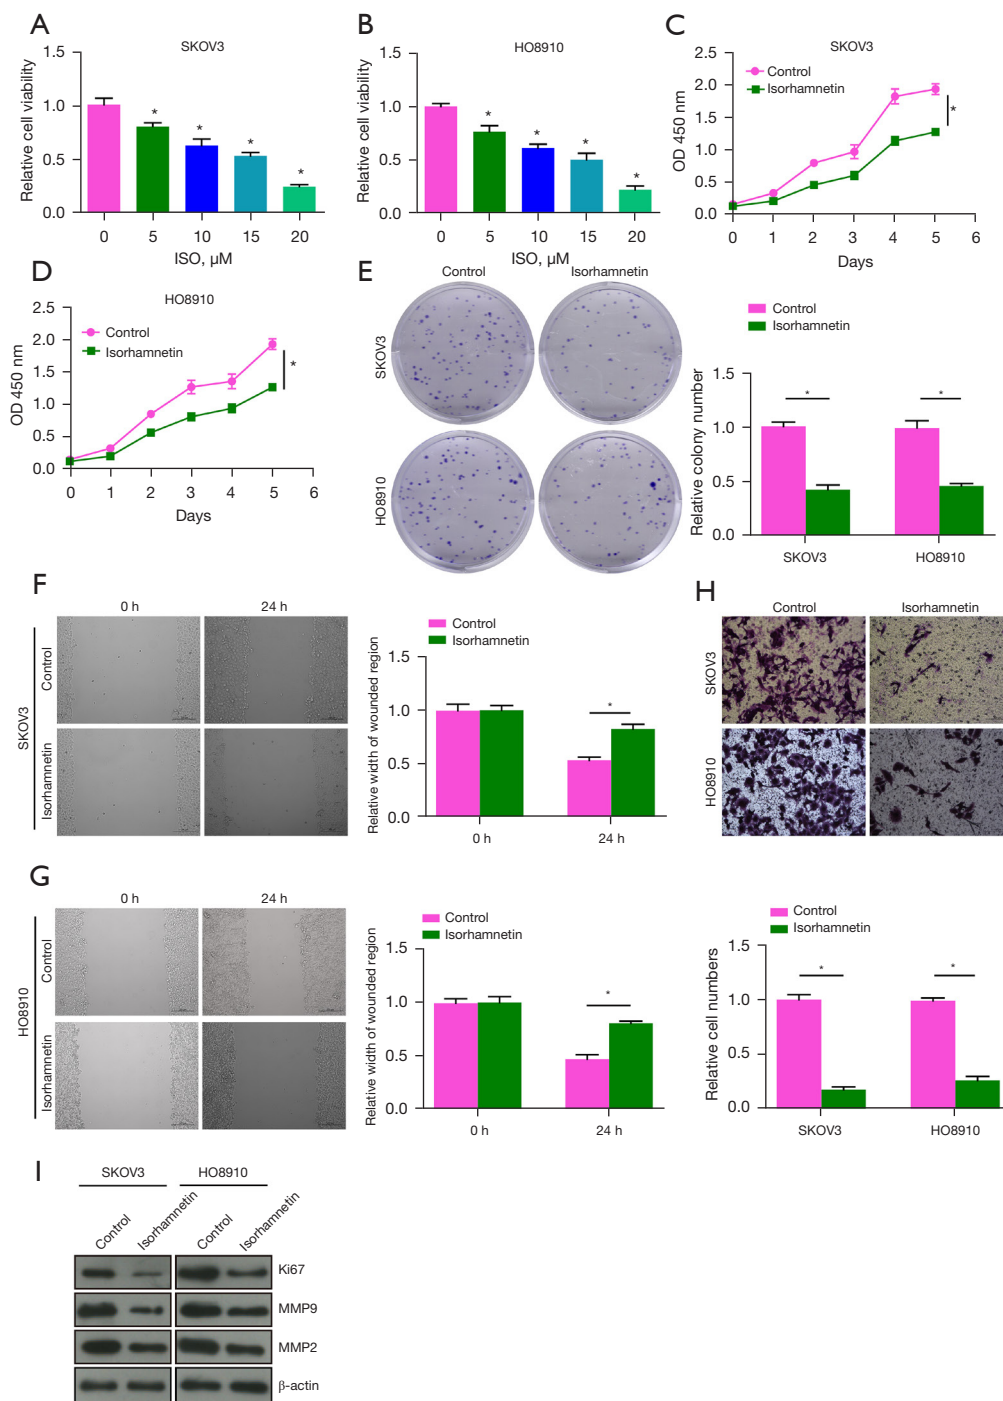 A
SKOV3
Relative cell viability
1.5
1.0
0.5
0.0
*
*
*
*
0 5 10 15 20
ISO, µM
B
HO8910
Relative cell viability
1.5
1.0
0.5
0.0
*
*
*
*
0 5 10 15 20
ISO, µM
C
SKOV3
Control
Isorhamnetin
OD 450 nm
2.5
2.0
1.5
1.0
0.5
0.0
*
0 1 2 3 4 5 6
Days
D
HO8910
Control
Isorhamnetin
OD 450 nm
2.5
2.0
1.5
1.0
0.5
0.0
*
0 1 2 3 4 5 6
Days
E
Control Isorhamnetin
SKOV3
HO8910
Control
Isorhamnetin
Relative colony number
1.5
1.0
0.5
0.0
*
*
SKOV3 HO8910
F
0 h 24 h
SKOV3
Control
Isorhamnetin
Control
Isorhamnetin
Relative width of wounded region
1.5
1.0
0.5
0.0
*
0 h 24 h
G
0 h 24 h
HO8910
Control
Isorhamnetin
Control
Isorhamnetin
Relative width of wounded region
1.5
1.0
0.5
0.0
*
0 h 24 h
H
Control Isorhamnetin
SKOV3
HO8910
Control
Isorhamnetin
Relative cell numbers
1.5
1.0
0.5
0.0
*
*
SKOV3 HO8910
I
SKOV3 HO8910
Control Isorhamnetin Control Isorhamnetin
Ki67
MMP9
MMP2
β-actin